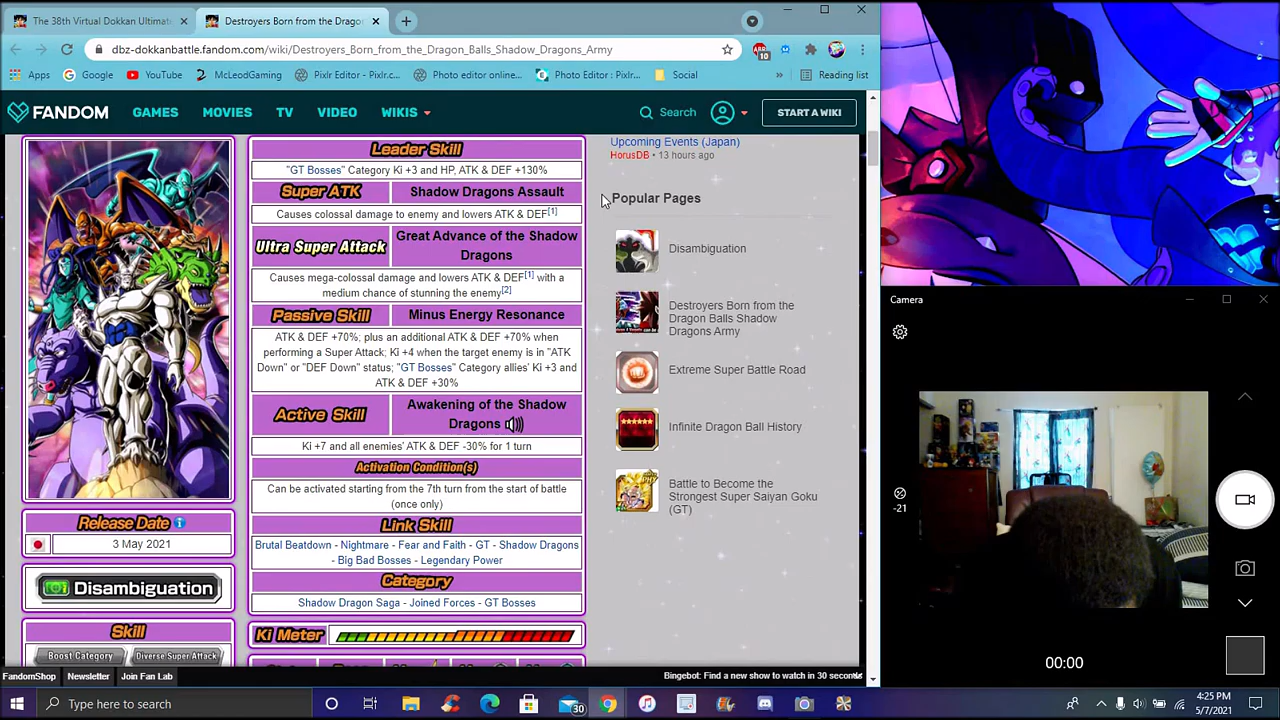 The 38th Virtual Dokkan Ultimat
Destroyers Born from the Drago
dbz-dokkanbattle.fandom.com/wiki/Destroyers_Born_from_the_Dragon_Balls_Shadow_Dragons_Army
10
Apps Google YouTube McLeodGaming Pixlr Editor - Pixlr.c... Photo editor online... Photo Editor : Pixlr... Social » Reading list
FANDOM GAMES MOVIES TV VIDEO WIKIS Search START A WIKI
Leader Skill
"GT Bosses" Category Ki +3 and HP, ATK & DEF +130%
Super ATK Shadow Dragons Assault
Causes colossal damage to enemy and lowers ATK & DEF[1]
Ultra Super Attack Great Advance of the Shadow
Dragons
Causes mega-colossal damage and lowers ATK & DEF[1] with a
medium chance of stunning the enemy[2]
Passive Skill Minus Energy Resonance
ATK & DEF +70%; plus an additional ATK & DEF +70% when
performing a Super Attack; Ki +4 when the target enemy is in "ATK
Down" or "DEF Down" status; "GT Bosses" Category allies' Ki +3 and
ATK & DEF +30%
Active Skill Awakening of the Shadow
Dragons
Ki +7 and all enemies' ATK & DEF -30% for 1 turn
Activation Condition(s)
Can be activated starting from the 7th turn from the start of battle
(once only)
Link Skill
Brutal Beatdown - Nightmare - Fear and Faith - GT - Shadow Dragons
- Big Bad Bosses - Legendary Power
Category
Shadow Dragon Saga - Joined Forces - GT Bosses
Ki Meter
Release Date
3 May 2021
Disambiguation
Skill
Boost Category Diverse Super Attack
Upcoming Events (Japan)
HorusDB • 13 hours ago
Popular Pages
Disambiguation
Destroyers Born from the
Dragon Balls Shadow
Dragons Army
Extreme Super Battle Road
Infinite Dragon Ball History
Battle to Become the
Strongest Super Saiyan Goku
(GT)
FandomShop Newsletter Join Fan Lab
Bingebot: Find a new show to watch in 30 seconds
Camera
-21
00:00
Type here to search
30
4:25 PM
5/7/2021